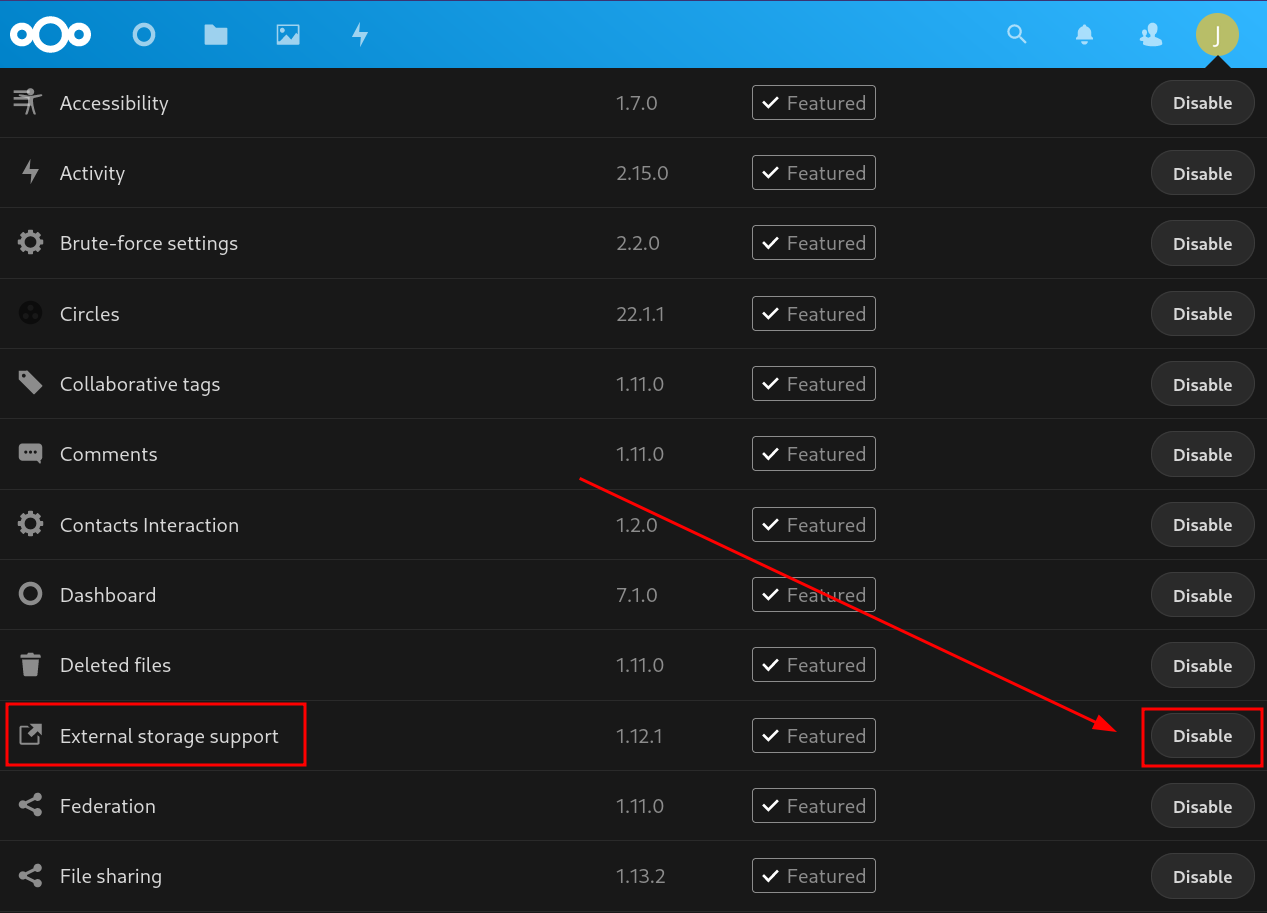 J
Accessibility 1.7.0 Featured Disable
Activity 2.15.0 Featured Disable
Brute-force settings 2.2.0 Featured Disable
Circles 22.1.1 Featured Disable
Collaborative tags 1.11.0 Featured Disable
Comments 1.11.0 Featured Disable
Contacts Interaction 1.2.0 Featured Disable
Dashboard 7.1.0 Featured Disable
Deleted files 1.11.0 Featured Disable
External storage support 1.12.1 Featured Disable
Federation 1.11.0 Featured Disable
File sharing 1.13.2 Featured Disable